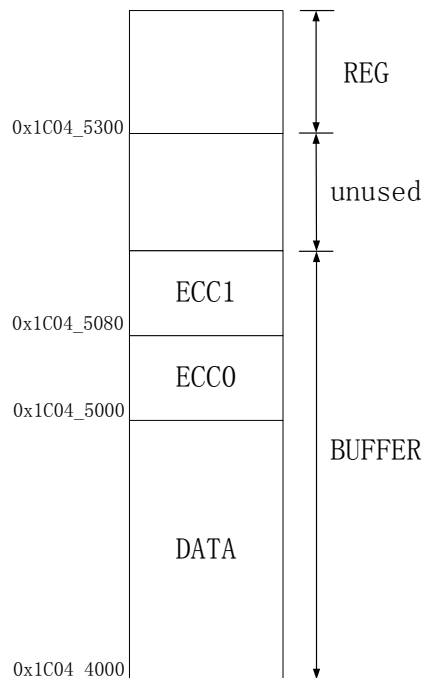 REG
0x1C04_5300
unused
ECC1
0x1C04_5080
ECC0
0x1C04_5000
BUFFER
DATA
0x1C04_4000